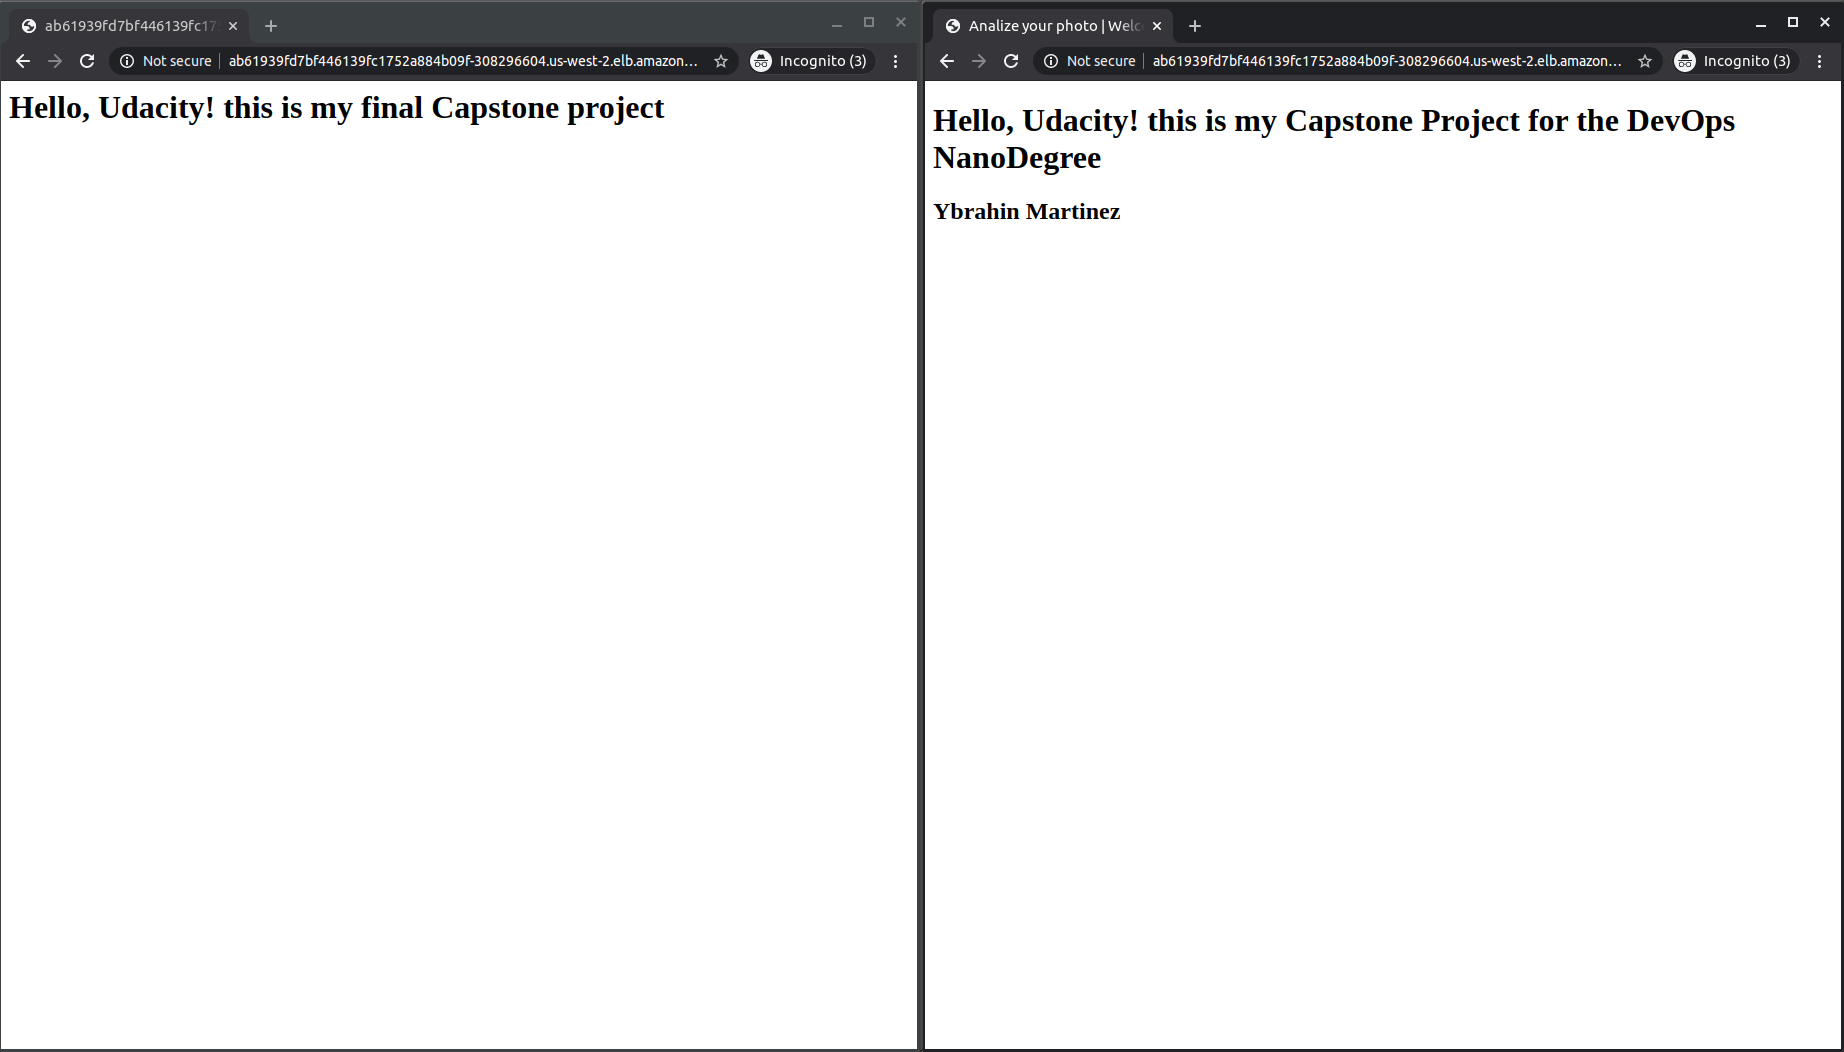 ab61939fd7bf446139fc175
Not secure
ab61939fd7bf446139fc1752a884b09f-308296604.us-west-2.elb.amazon...
Incognito (3)
Hello, Udacity! this is my final Capstone project
Analize your photo | Welc
Not secure
ab61939fd7bf446139fc1752a884b09f-308296604.us-west-2.elb.amazon...
Incognito (3)
Hello, Udacity! this is my Capstone Project for the DevOps
NanoDegree
Ybrahin Martinez